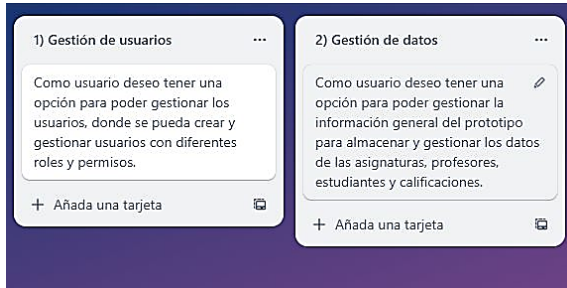 1) Gestión de usuarios
Como usuario deseo tener una
opción para poder gestionar los
usuarios, donde se pueda crear y
gestionar usuarios con diferentes
roles y permisos.
+ Añada una tarjeta
2) Gestión de datos
Como usuario deseo tener una
opción para poder gestionar la
información general del prototipo
para almacenar y gestionar los datos
de las asignaturas, profesores,
estudiantes y calificaciones.
+ Añada una tarjeta